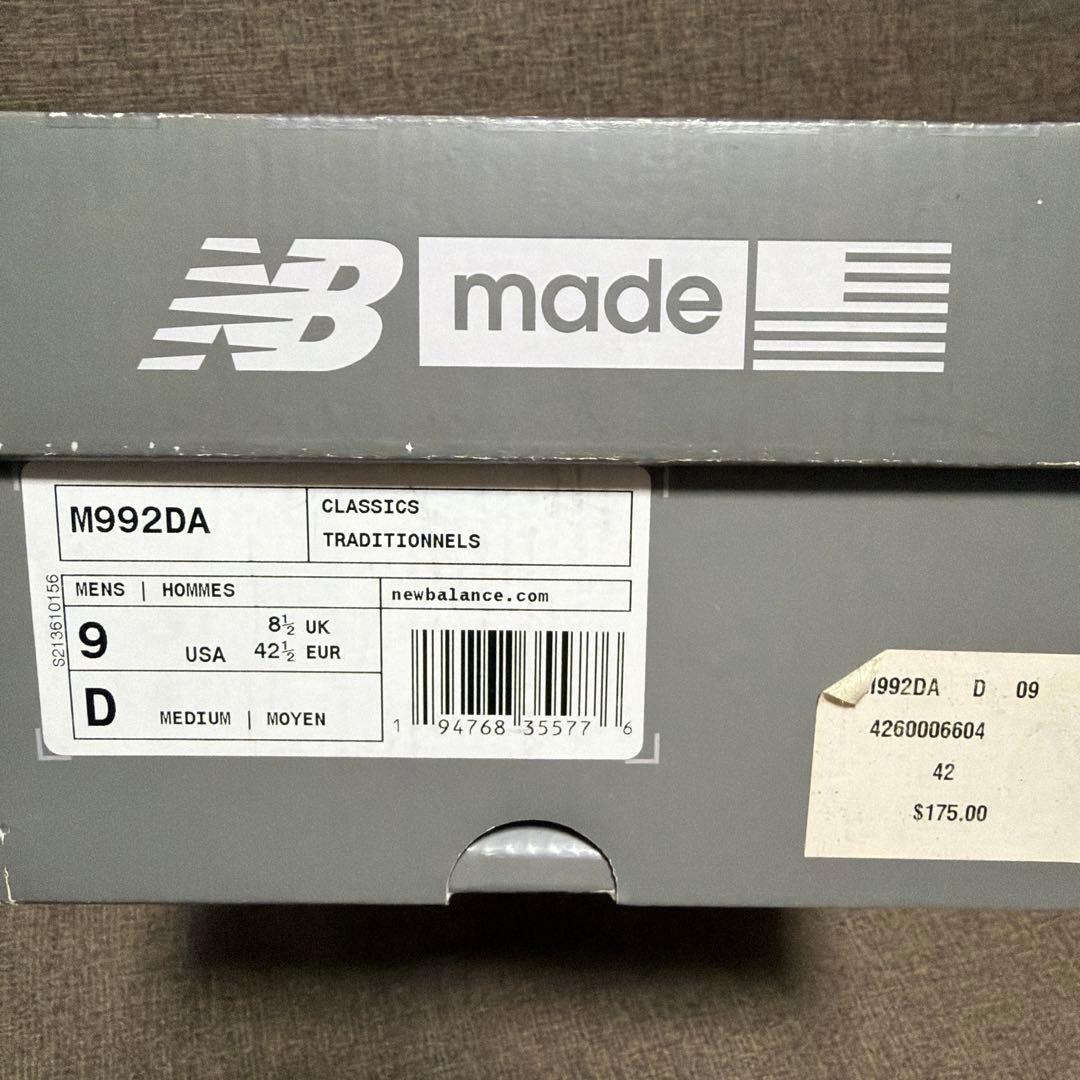 NB made
M992DA
CLASSICS
TRADITIONNELS
S213610156
MENS | HOMMES
newbalance.com
9 USA
8½ UK
42½ EUR
D MEDIUM | MOYEN
1 94768 35577 6
992DA D 09
4260006604
42
$175.00